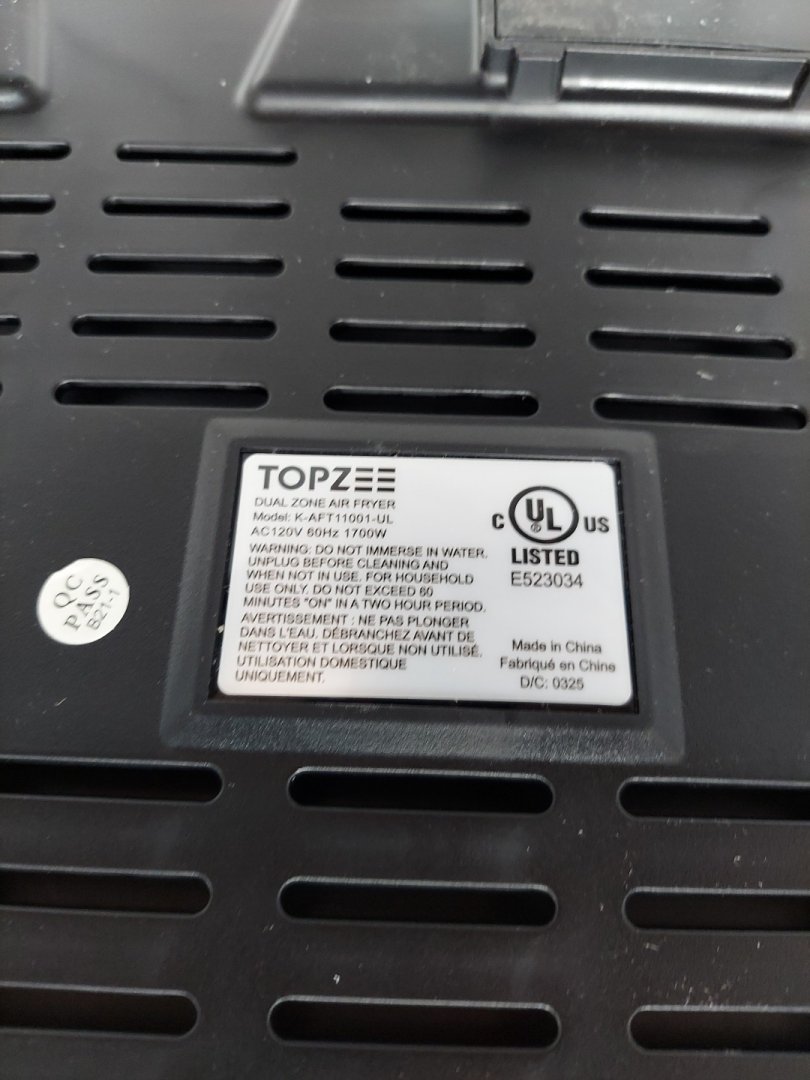 TOPZEE
DUAL ZONE AIR FRYER
Model: K-AFT11001-UL
AC120V 60Hz 1700W
WARNING: DO NOT IMMERSE IN WATER.
UNPLUG BEFORE CLEANING AND
WHEN NOT IN USE. FOR HOUSEHOLD
USE ONLY. DO NOT EXCEED 60
MINUTES "ON" IN A TWO HOUR PERIOD.
AVERTISSEMENT : NE PAS PLONGER
DANS L'EAU. DÉBRANCHEZ AVANT DE
NETTOYER ET LORSQUE NON UTILISÉ.
UTILISATION DOMESTIQUE
UNIQUEMENT.
C UL ® US
LISTED
E523034
Made in China
Fabriqué en Chine
D/C: 0325
QC
PASS
B21-1